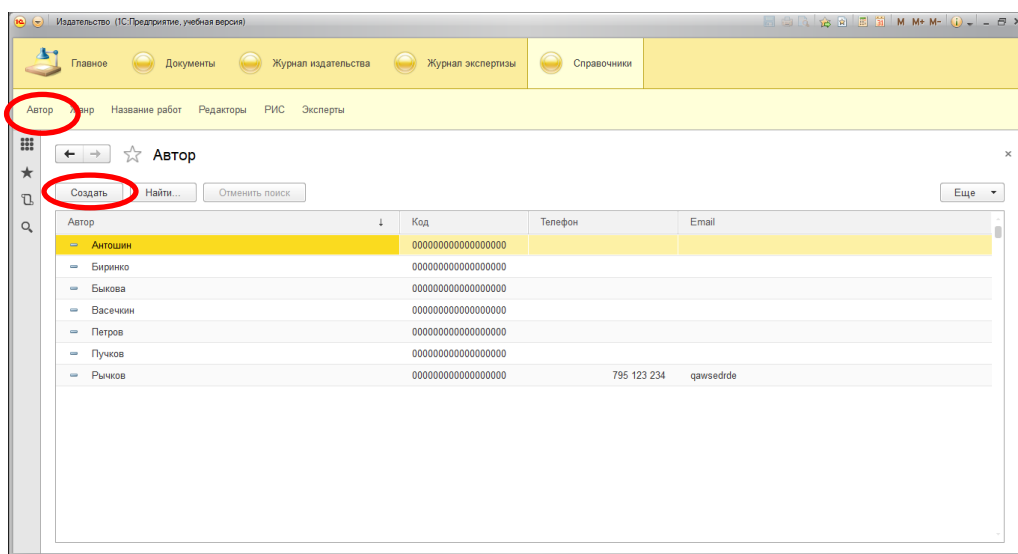 Издательство (1С:Предприятие, учебная версия) M M+ M-
Главное Документы Журнал издательства Журнал экспертизы Справочники
Автор Жанр Название работ Редакторы РИС Эксперты
Автор
Создать Найти... Отменить поиск Еще
Автор ↓ Код Телефон Email
Антошин 000000000000000000
Биринко 000000000000000000
Быкова 000000000000000000
Васечкин 000000000000000000
Петров 000000000000000000
Пучков 000000000000000000
Рычков 000000000000000000 795 123 234 qawsedrde